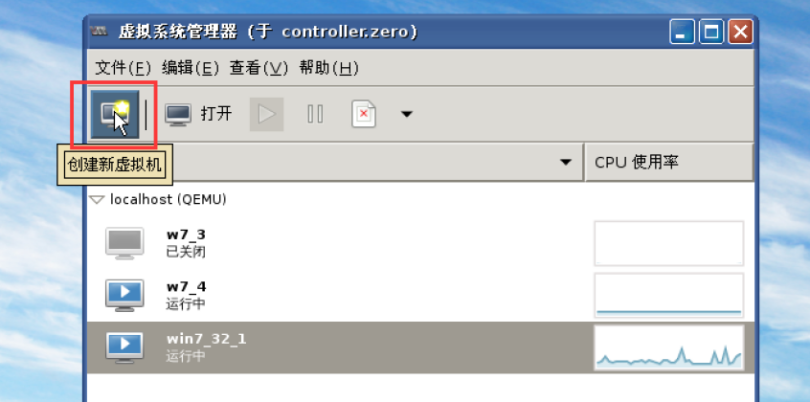 虚拟系统管理器 (于 controller.zero)
文件(F) 编辑(E) 查看(V) 帮助(H)
打开
创建新虚拟机
CPU 使用率
localhost (QEMU)
w7_3
已关闭
w7_4
运行中
win7_32_1
运行中